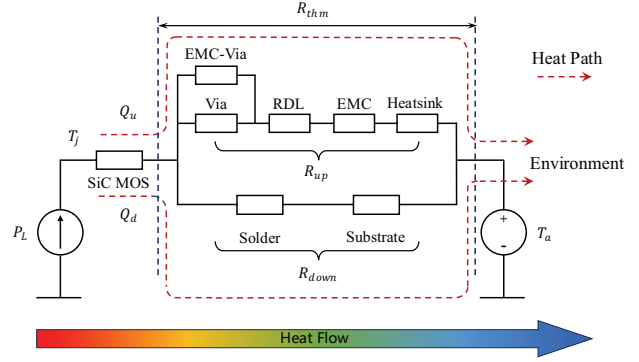 R_thm
EMC-Via
Heat Path
Q_u
Via
RDL
EMC
Heatsink
T_j
R_up
Environment
SiC MOS
Q_d
P_L
+
-
T_a
Solder
Substrate
R_down
Heat Flow